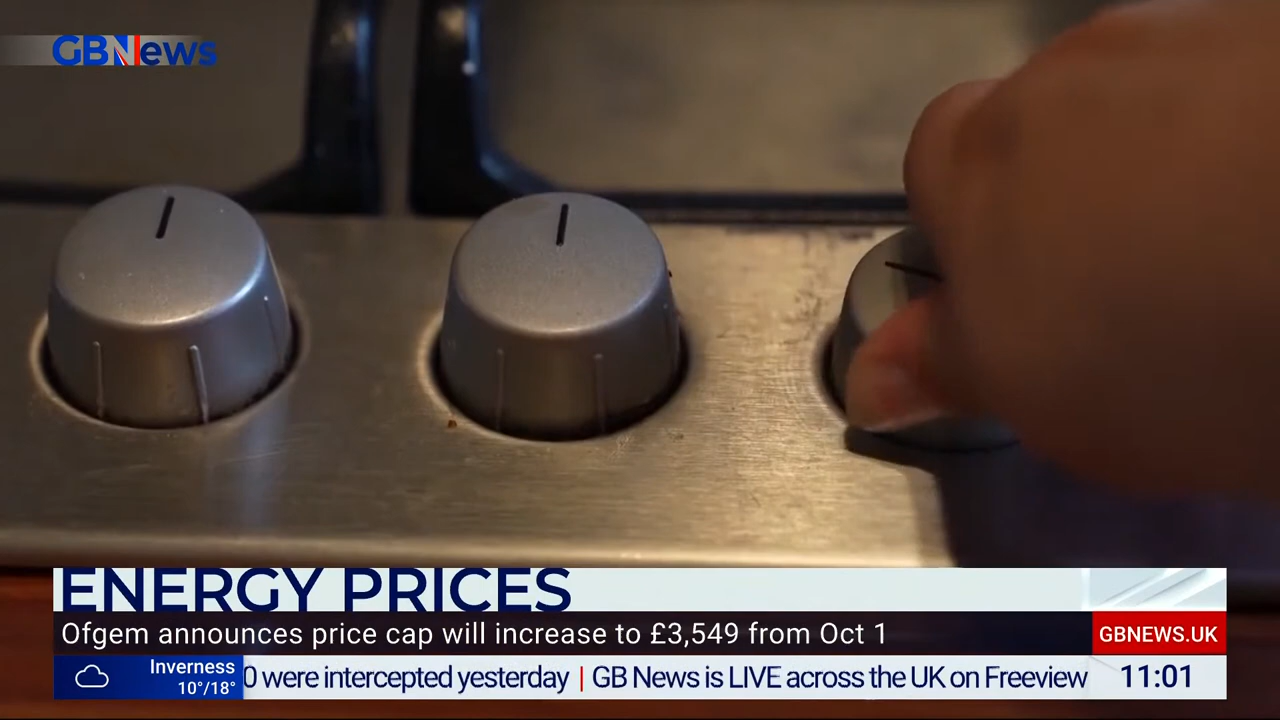 GBNews
ENERGY PRICES
Ofgem announces price cap will increase to £3,549 from Oct 1
GBNEWS.UK
Inverness
10°/18°
0 were intercepted yesterday | GB News is LIVE across the UK on Freeview
11:01